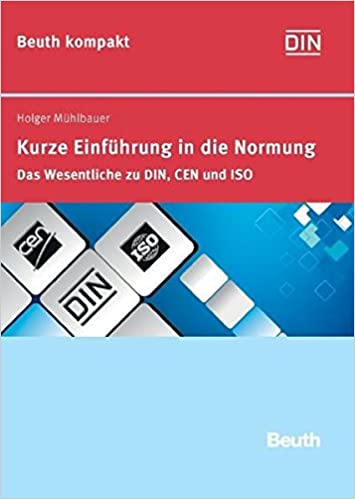 Beuth kompakt
DIN
Holger Mühlbauer
Kurze Einführung in die Normung
Das Wesentliche zu DIN, CEN und ISO
cen
ISO
DIN
Beuth